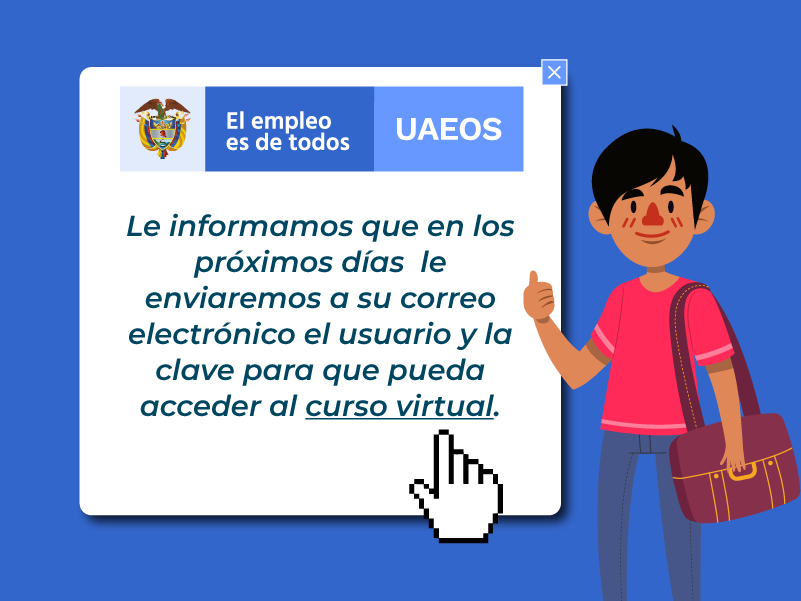 El empleo
es de todos
UAEOS
Le informamos que en los
próximos días le
enviaremos a su correo
electrónico el usuario y la
clave para que pueda
acceder al curso virtual.